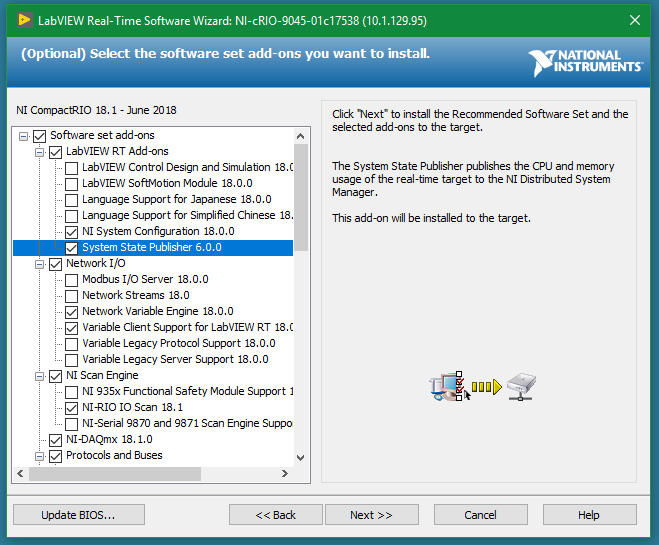 LabVIEW Real-Time Software Wizard: NI-cRIO-9045-01c17538 (10.1.129.95)
(Optional) Select the software set add-ons you want to install.
NATIONAL
INSTRUMENTS
NI CompactRIO 18.1 - June 2018
Software set add-ons
LabVIEW RT Add-ons
LabVIEW Control Design and Simulation 18.0
LabVIEW SoftMotion Module 18.0.0
Language Support for Japanese 18.0.0
Language Support for Simplified Chinese 18.
NI System Configuration 18.0.0
System State Publisher 6.0.0
Network I/O
Modbus I/O Server 18.0.0
Network Streams 18.0
Network Variable Engine 18.0.0
Variable Client Support for LabVIEW RT 18.0
Variable Legacy Protocol Support 18.0.0
Variable Legacy Server Support 18.0.0
NI Scan Engine
NI 935x Functional Safety Module Support 1
NI-RIO IO Scan 18.1
NI-Serial 9870 and 9871 Scan Engine Suppo
NI-DAQmx 18.1.0
Protocols and Buses
Click "Next" to install the Recommended Software Set and the
selected add-ons to the target.
The System State Publisher publishes the CPU and memory
usage of the real-time target to the NI Distributed System
Manager.
This add-on will be installed to the target.
Update BIOS...
<< Back
Next >>
Cancel
Help